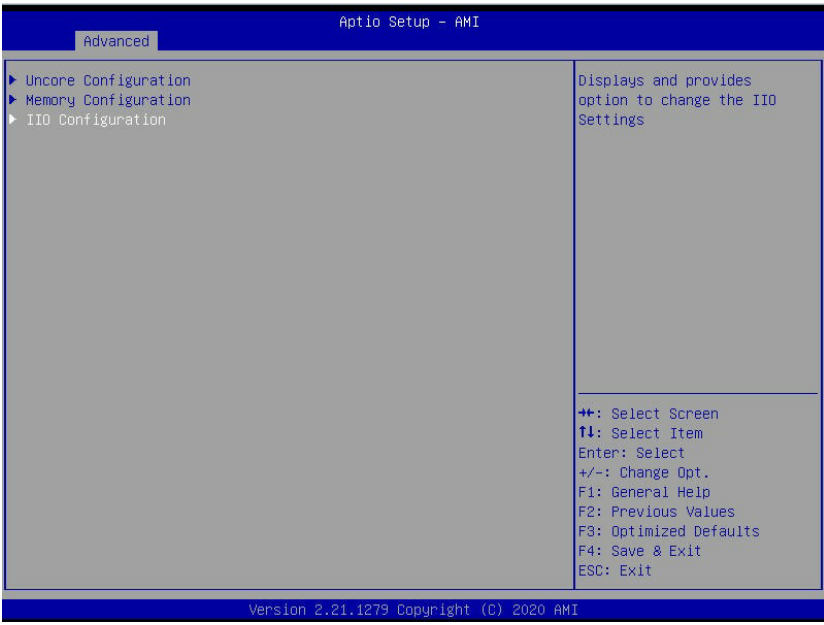 Aptio Setup – AMI
Advanced
▶ Uncore Configuration
▶ Memory Configuration
▶ IIO Configuration
Displays and provides
option to change the IIO
Settings
→←: Select Screen
↑↓: Select Item
Enter: Select
+/-: Change Opt.
F1: General Help
F2: Previous Values
F3: Optimized Defaults
F4: Save & Exit
ESC: Exit
Version 2.21.1279 Copyright (C) 2020 AMI